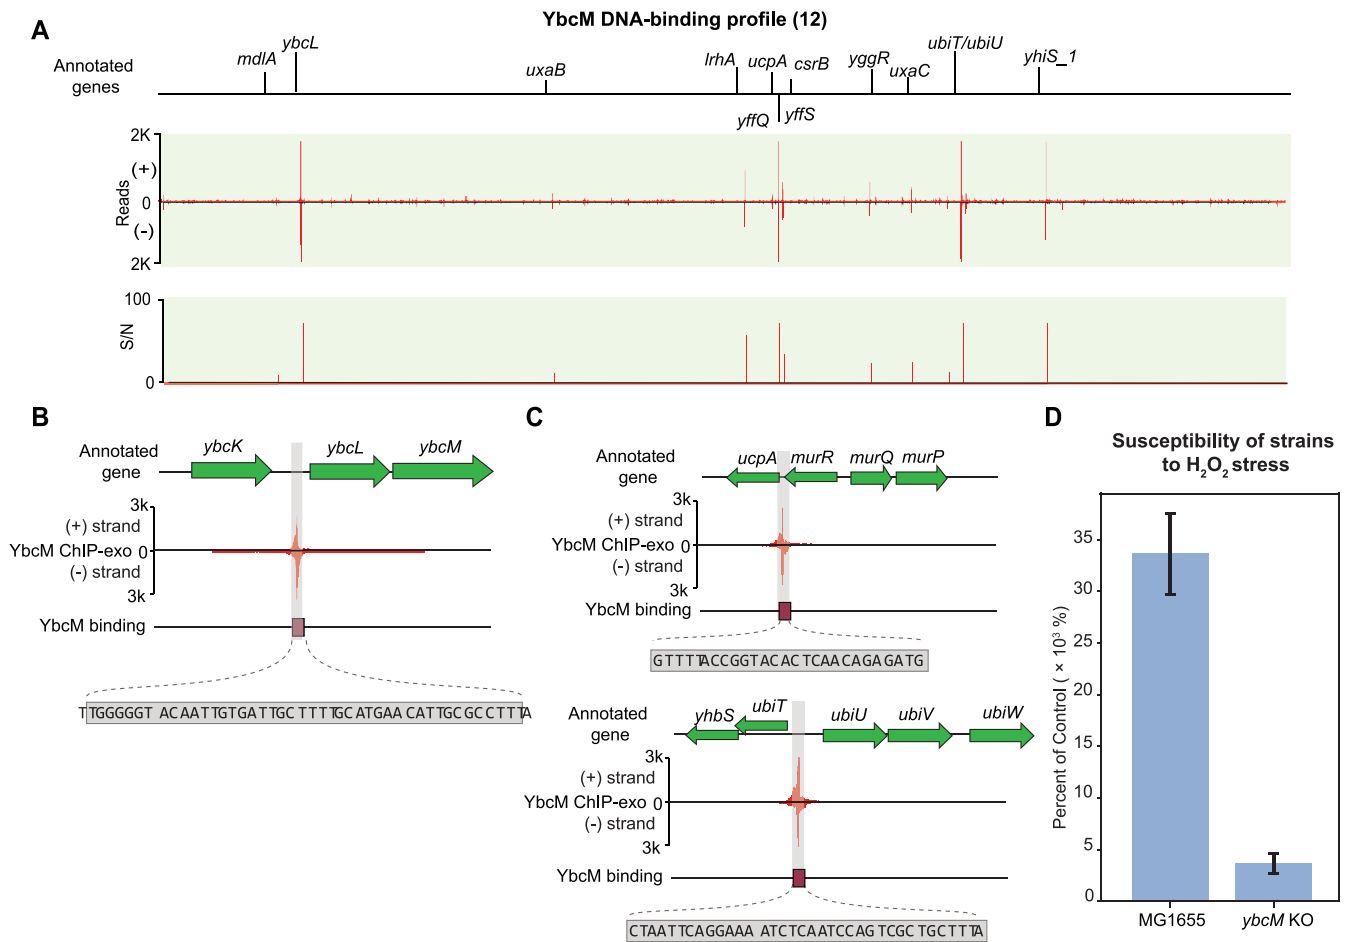 YbcM DNA-binding profile (12)
A
Annotated genes
mdlA ybcL uxaB lrhA ucpA csrB yggR uxaC ubiT/ubiU yhiS_1
yffQ yffS
2K
(+)
Reads
0
(-)
2K
100
S/N
0
B
Annotated gene
ybcK ybcL ybcM
3k
(+) strand
YbcM ChIP-exo 0
(-) strand
3k
YbcM binding
TTGGGGGT ACAATTGTGATTGCTTTTGCATGAACATTGCGCCTTTA
C
Annotated gene
ucpA murR murQ murP
3k
(+) strand
YbcM ChIP-exo 0
(-) strand
3k
YbcM binding
GTTTTACCGGTACACTCAACAGAGATG
Annotated gene
yhbS ubiT ubiU ubiV ubiW
3k
(+) strand
YbcM ChIP-exo 0
(-) strand
3k
YbcM binding
CTAATTCAGGAAA ATCTCAATCCAGTCGCTGCTTTA
D
Susceptibility of strains
to H₂O₂ stress
Percent of Control ( × 10³ %)
35
30
25
20
15
10
5
0
MG1655 ybcM KO